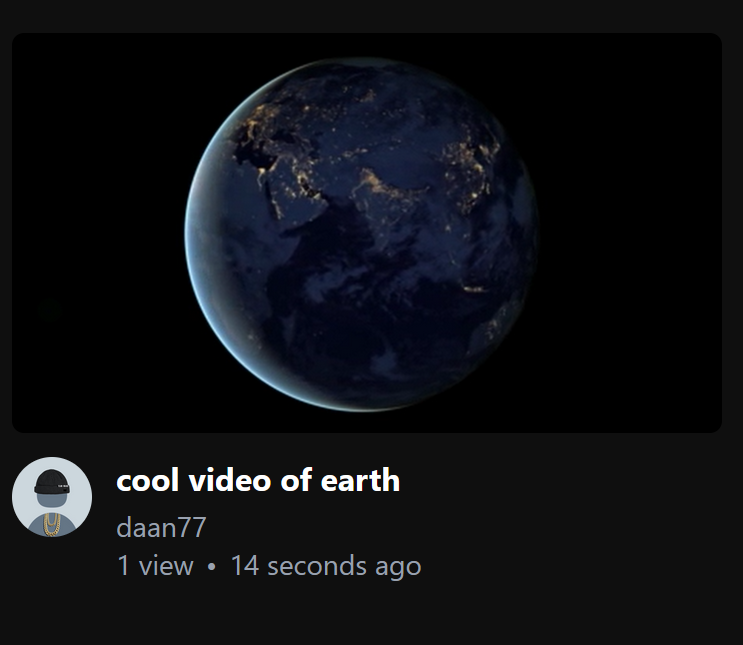 cool video of earth
daan77
1 view • 14 seconds ago